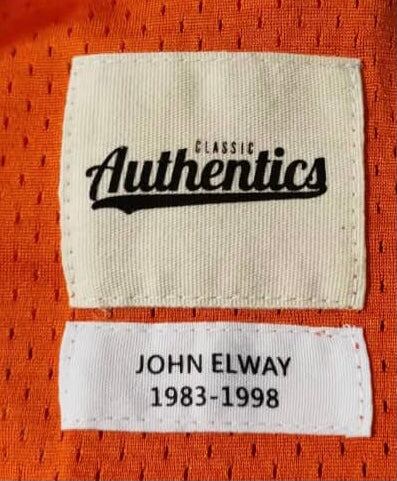 CLASSIC
Authentics
JOHN ELWAY
1983-1998